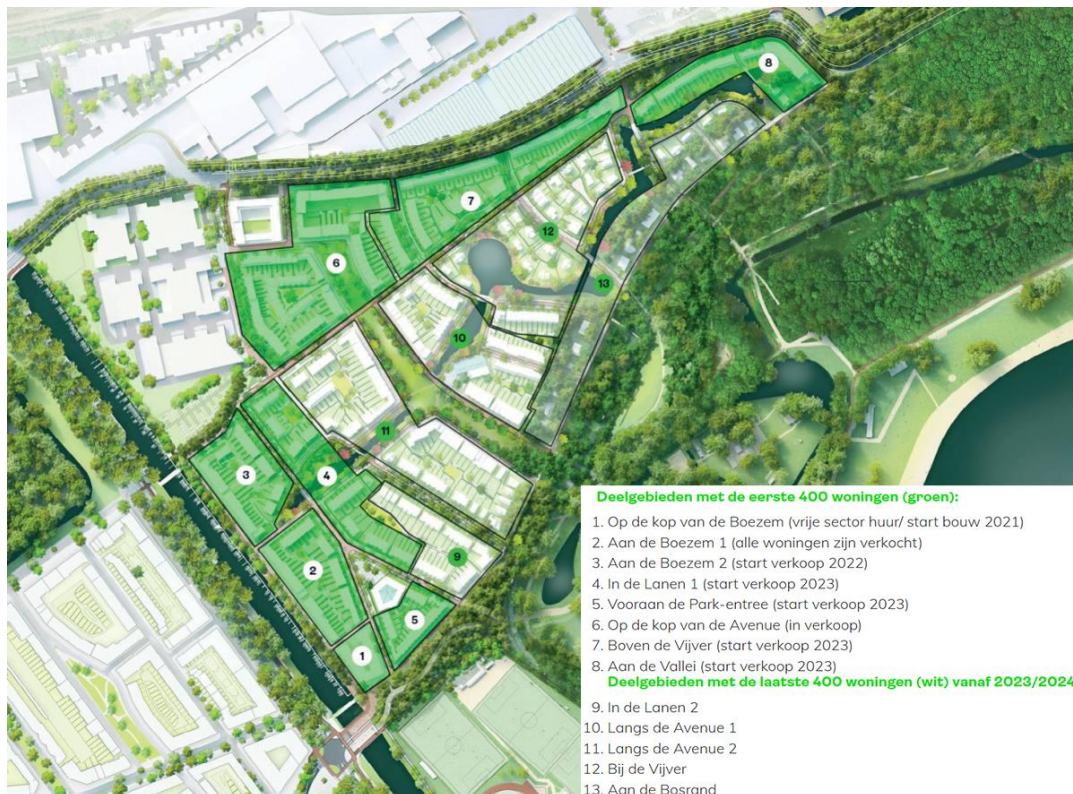 8
7
12
6
13
10
11
3
4
9
2
5
1
Deelgebieden met de eerste 400 woningen (groen):
1. Op de kop van de Boezem (vrije sector huur/ start bouw 2021)
2. Aan de Boezem 1 (alle woningen zijn verkocht)
3. Aan de Boezem 2 (start verkoop 2022)
4. In de Lanen 1 (start verkoop 2023)
5. Vooraan de Park-entree (start verkoop 2023)
6. Op de kop van de Avenue (in verkoop)
7. Boven de Vijver (start verkoop 2023)
8. Aan de Vallei (start verkoop 2023)
Deelgebieden met de laatste 400 woningen (wit) vanaf 2023/2024
9. In de Lanen 2
10. Langs de Avenue 1
11. Langs de Avenue 2
12. Bij de Vijver
13. Aan de Bosrand